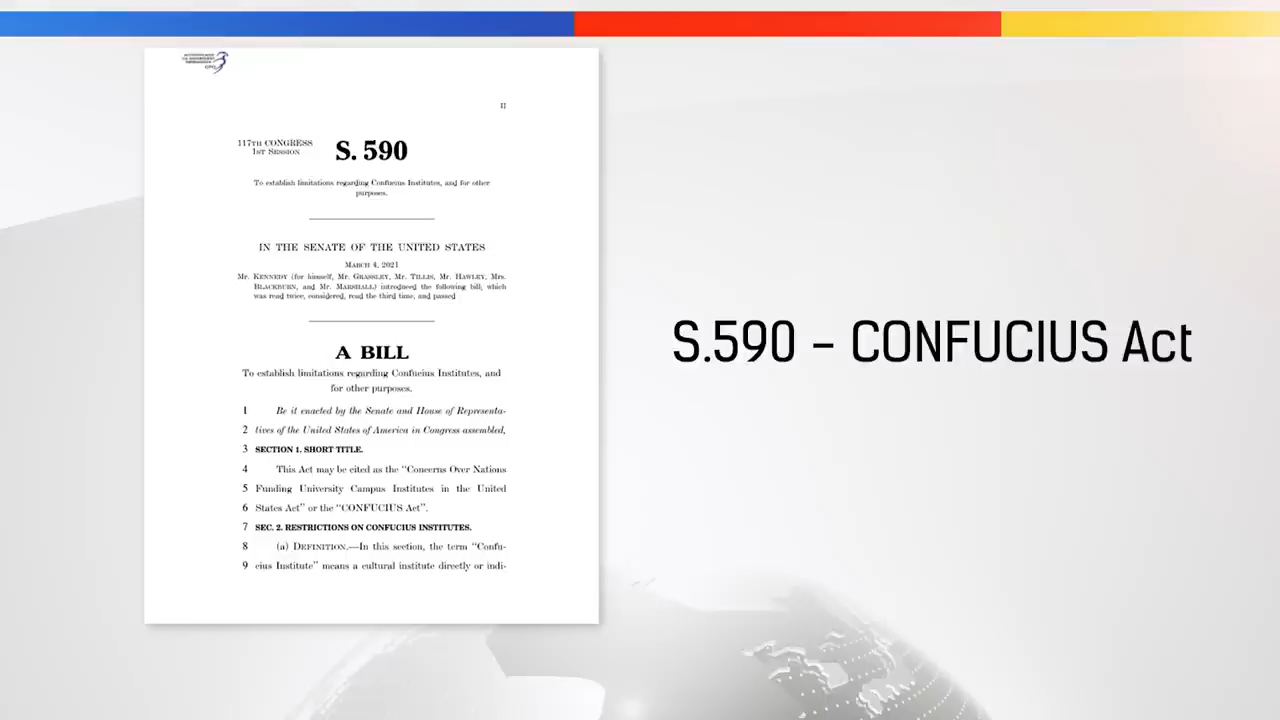 AUTHENTICATED
U.S. GOVERNMENT
INFORMATION
GPO
II
117TH CONGRESS
1ST SESSION
S. 590
To establish limitations regarding Confucius Institutes, and for other
purposes.
IN THE SENATE OF THE UNITED STATES
MARCH 4, 2021
Mr. KENNEDY (for himself, Mr. GRASSLEY, Mr. TILLIS, Mr. HAWLEY, Mrs.
BLACKBURN, and Mr. MARSHALL) introduced the following bill; which
was read twice, considered, read the third time, and passed
A BILL
To establish limitations regarding Confucius Institutes, and
for other purposes.
1 Be it enacted by the Senate and House of Representa-
2 tives of the United States of America in Congress assembled,
3 SECTION 1. SHORT TITLE.
4 This Act may be cited as the “Concerns Over Nations
5 Funding University Campus Institutes in the United
6 States Act” or the “CONFUCIUS Act”.
7 SEC. 2. RESTRICTIONS ON CONFUCIUS INSTITUTES.
8 (a) DEFINITION.—In this section, the term “Confu-
9 cius Institute” means a cultural institute directly or indi-
S.590 – CONFUCIUS Act